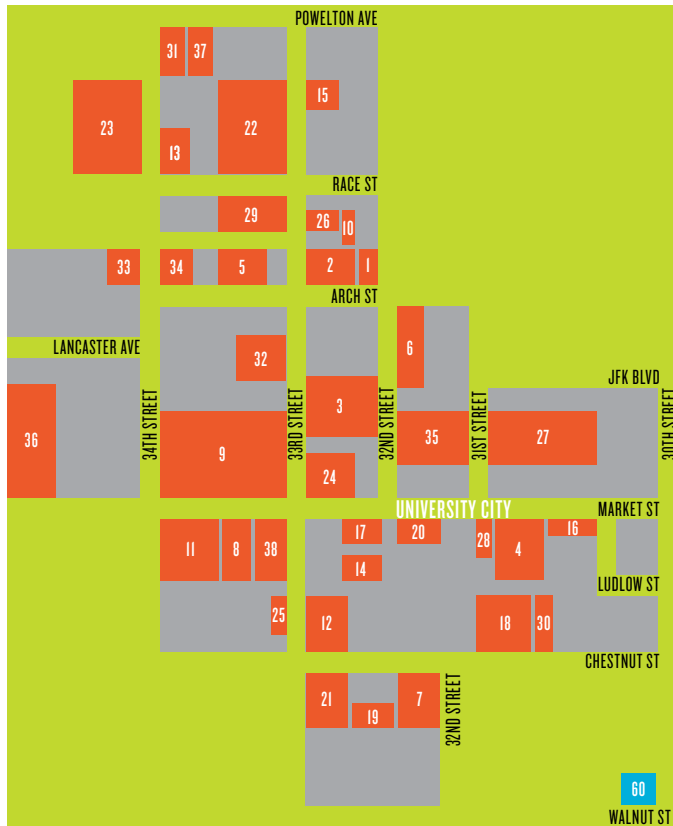 POWELTON AVE
31
37
15
23
22
13
RACE ST
29
26
10
33
34
5
2
1
ARCH ST
LANCASTER AVE
32
6
JFK BLVD
36
34TH STREET
9
33RD STREET
3
32ND STREET
35
31ST STREET
27
30TH STREET
24
UNIVERSITY CITY
MARKET ST
11
8
38
17
20
28
4
16
14
LUDLOW ST
25
12
18
30
CHESTNUT ST
21
19
7
32ND STREET
60
WALNUT ST